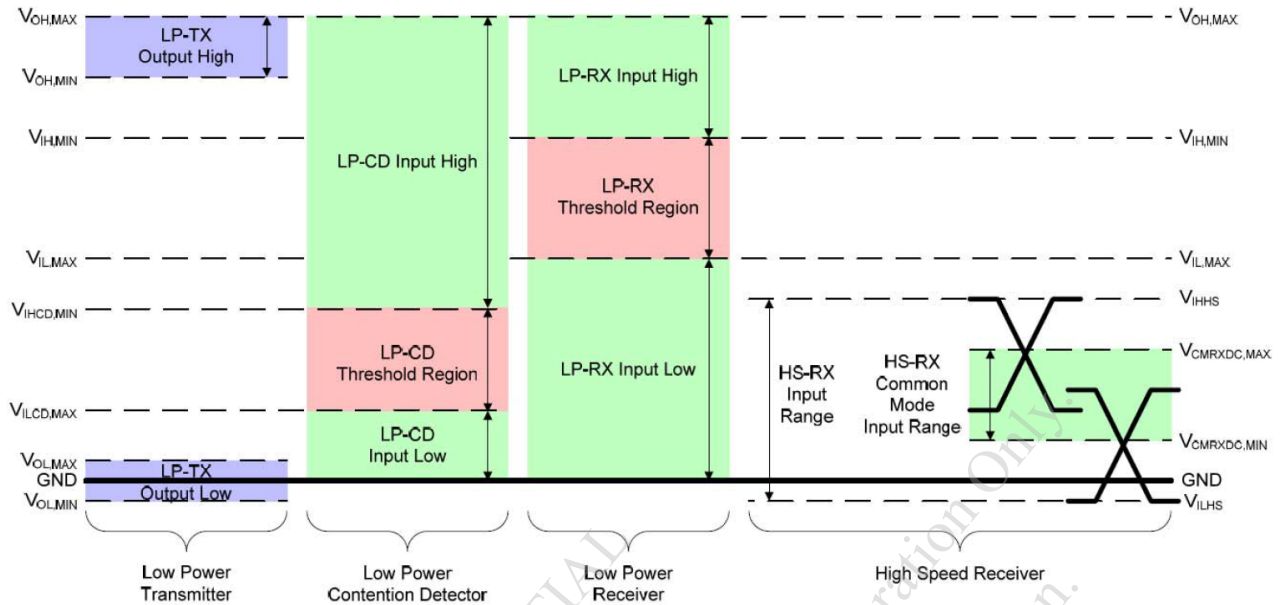 VOH,MAX
LP-TX
Output High
VOH,MIN
VIH,MIN
VIL,MAX
VIHCD,MIN
VILCD,MAX
VOL,MAX
GND
VOL,MIN
LP-TX
Output Low
LP-CD Input High
LP-CD
Threshold Region
LP-CD
Input Low
LP-RX Input High
LP-RX
Threshold Region
LP-RX Input Low
HS-RX
Input
Range
HS-RX
Common
Mode
Input Range
VOH,MAX
VIH,MIN
VIL,MAX
VIHHS
VCMRXDC,MAX
VCMRXDC,MIN
GND
VILHS
Low Power
Transmitter
Low Power
Contention Detector
Low Power
Receiver
High Speed Receiver